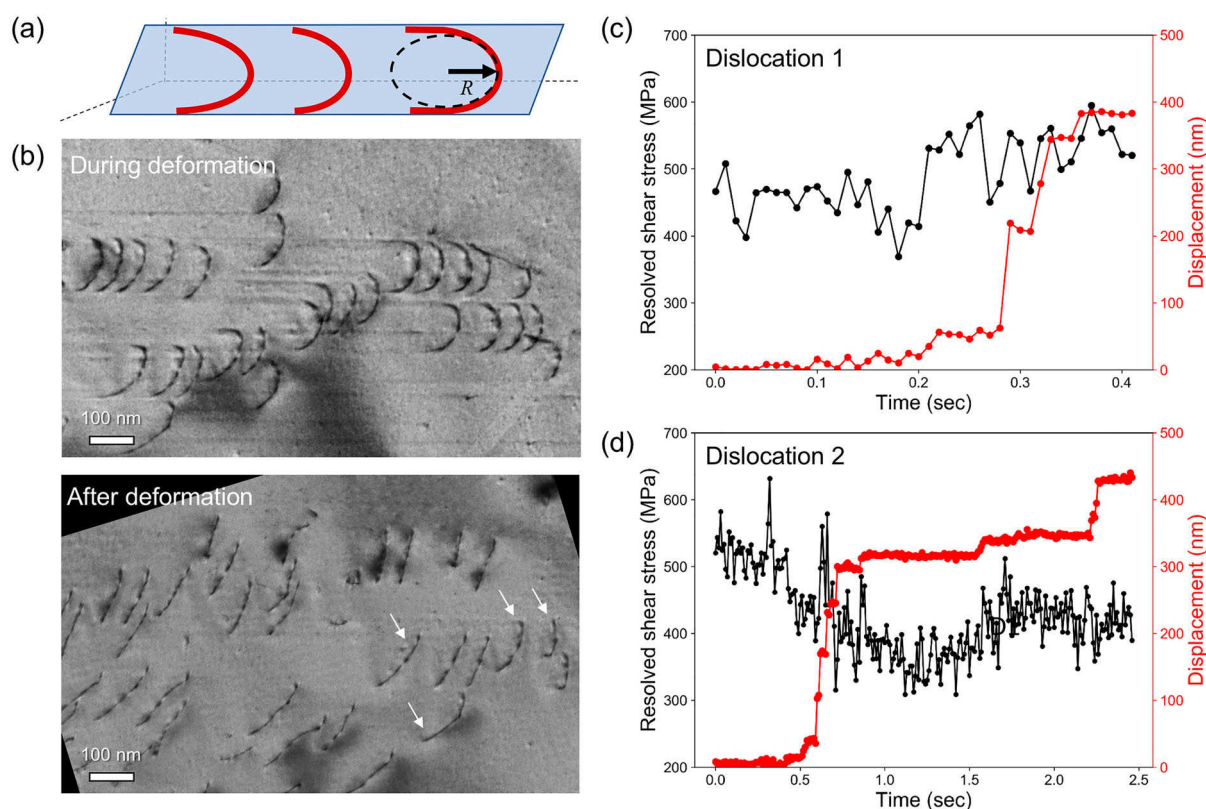 (a)
R
(b)
During deformation
100 nm
After deformation
100 nm
(c)
Dislocation 1
Resolved shear stress (MPa)
700
600
500
400
300
200
Displacement (nm)
500
400
300
200
100
0
0.0 0.1 0.2 0.3 0.4
Time (sec)
(d)
Dislocation 2
Resolved shear stress (MPa)
700
600
500
400
300
200
Displacement (nm)
500
400
300
200
100
0
0.0 0.5 1.0 1.5 2.0 2.5
Time (sec)